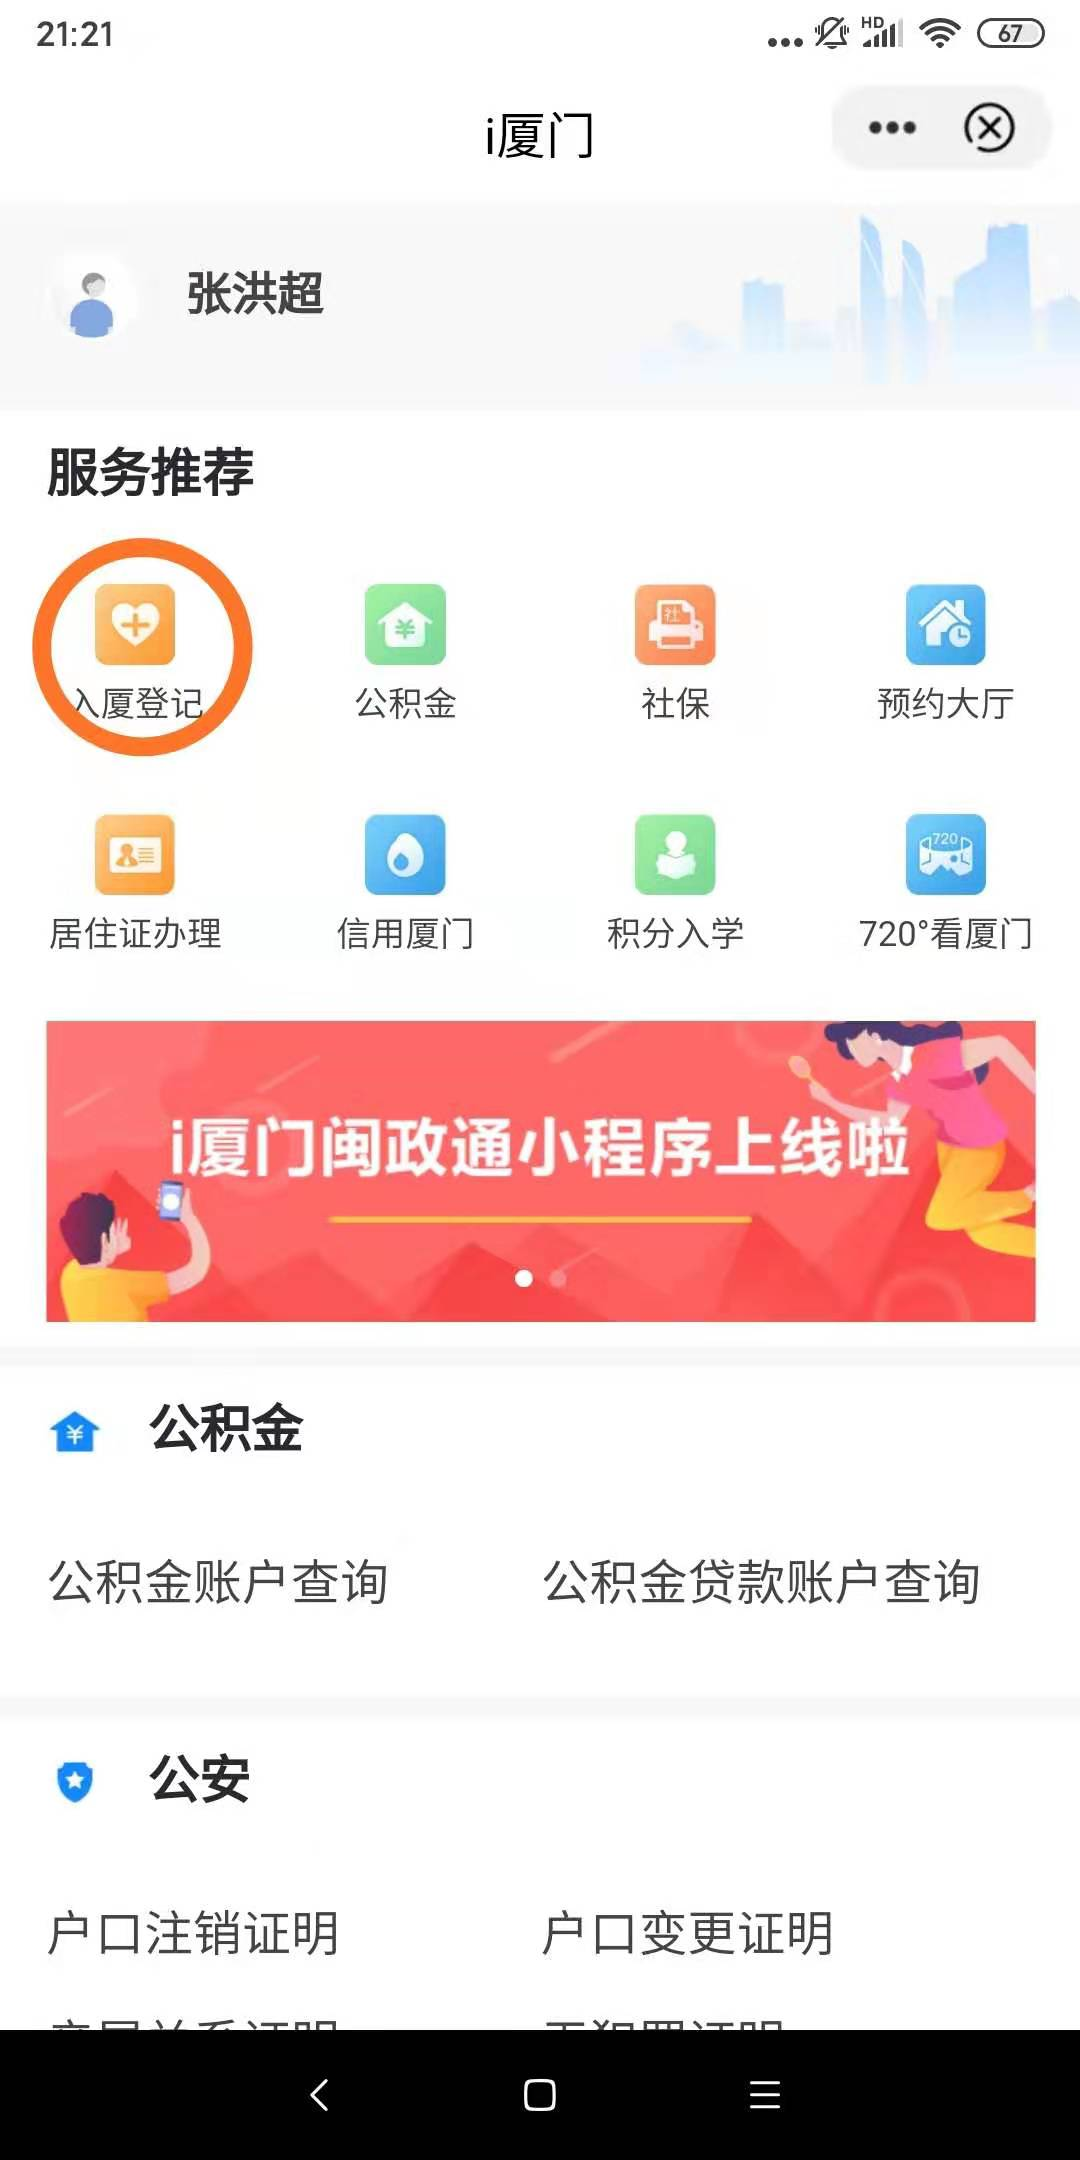 21:21
HD
67
i厦门
张洪超
服务推荐
入厦登记 公积金 社保 预约大厅
社
720
居住证办理 信用厦门 积分入学 720°看厦门
i厦门闽政通小程序上线啦
公积金
公积金账户查询 公积金贷款账户查询
公安
户口注销证明 户口变更证明